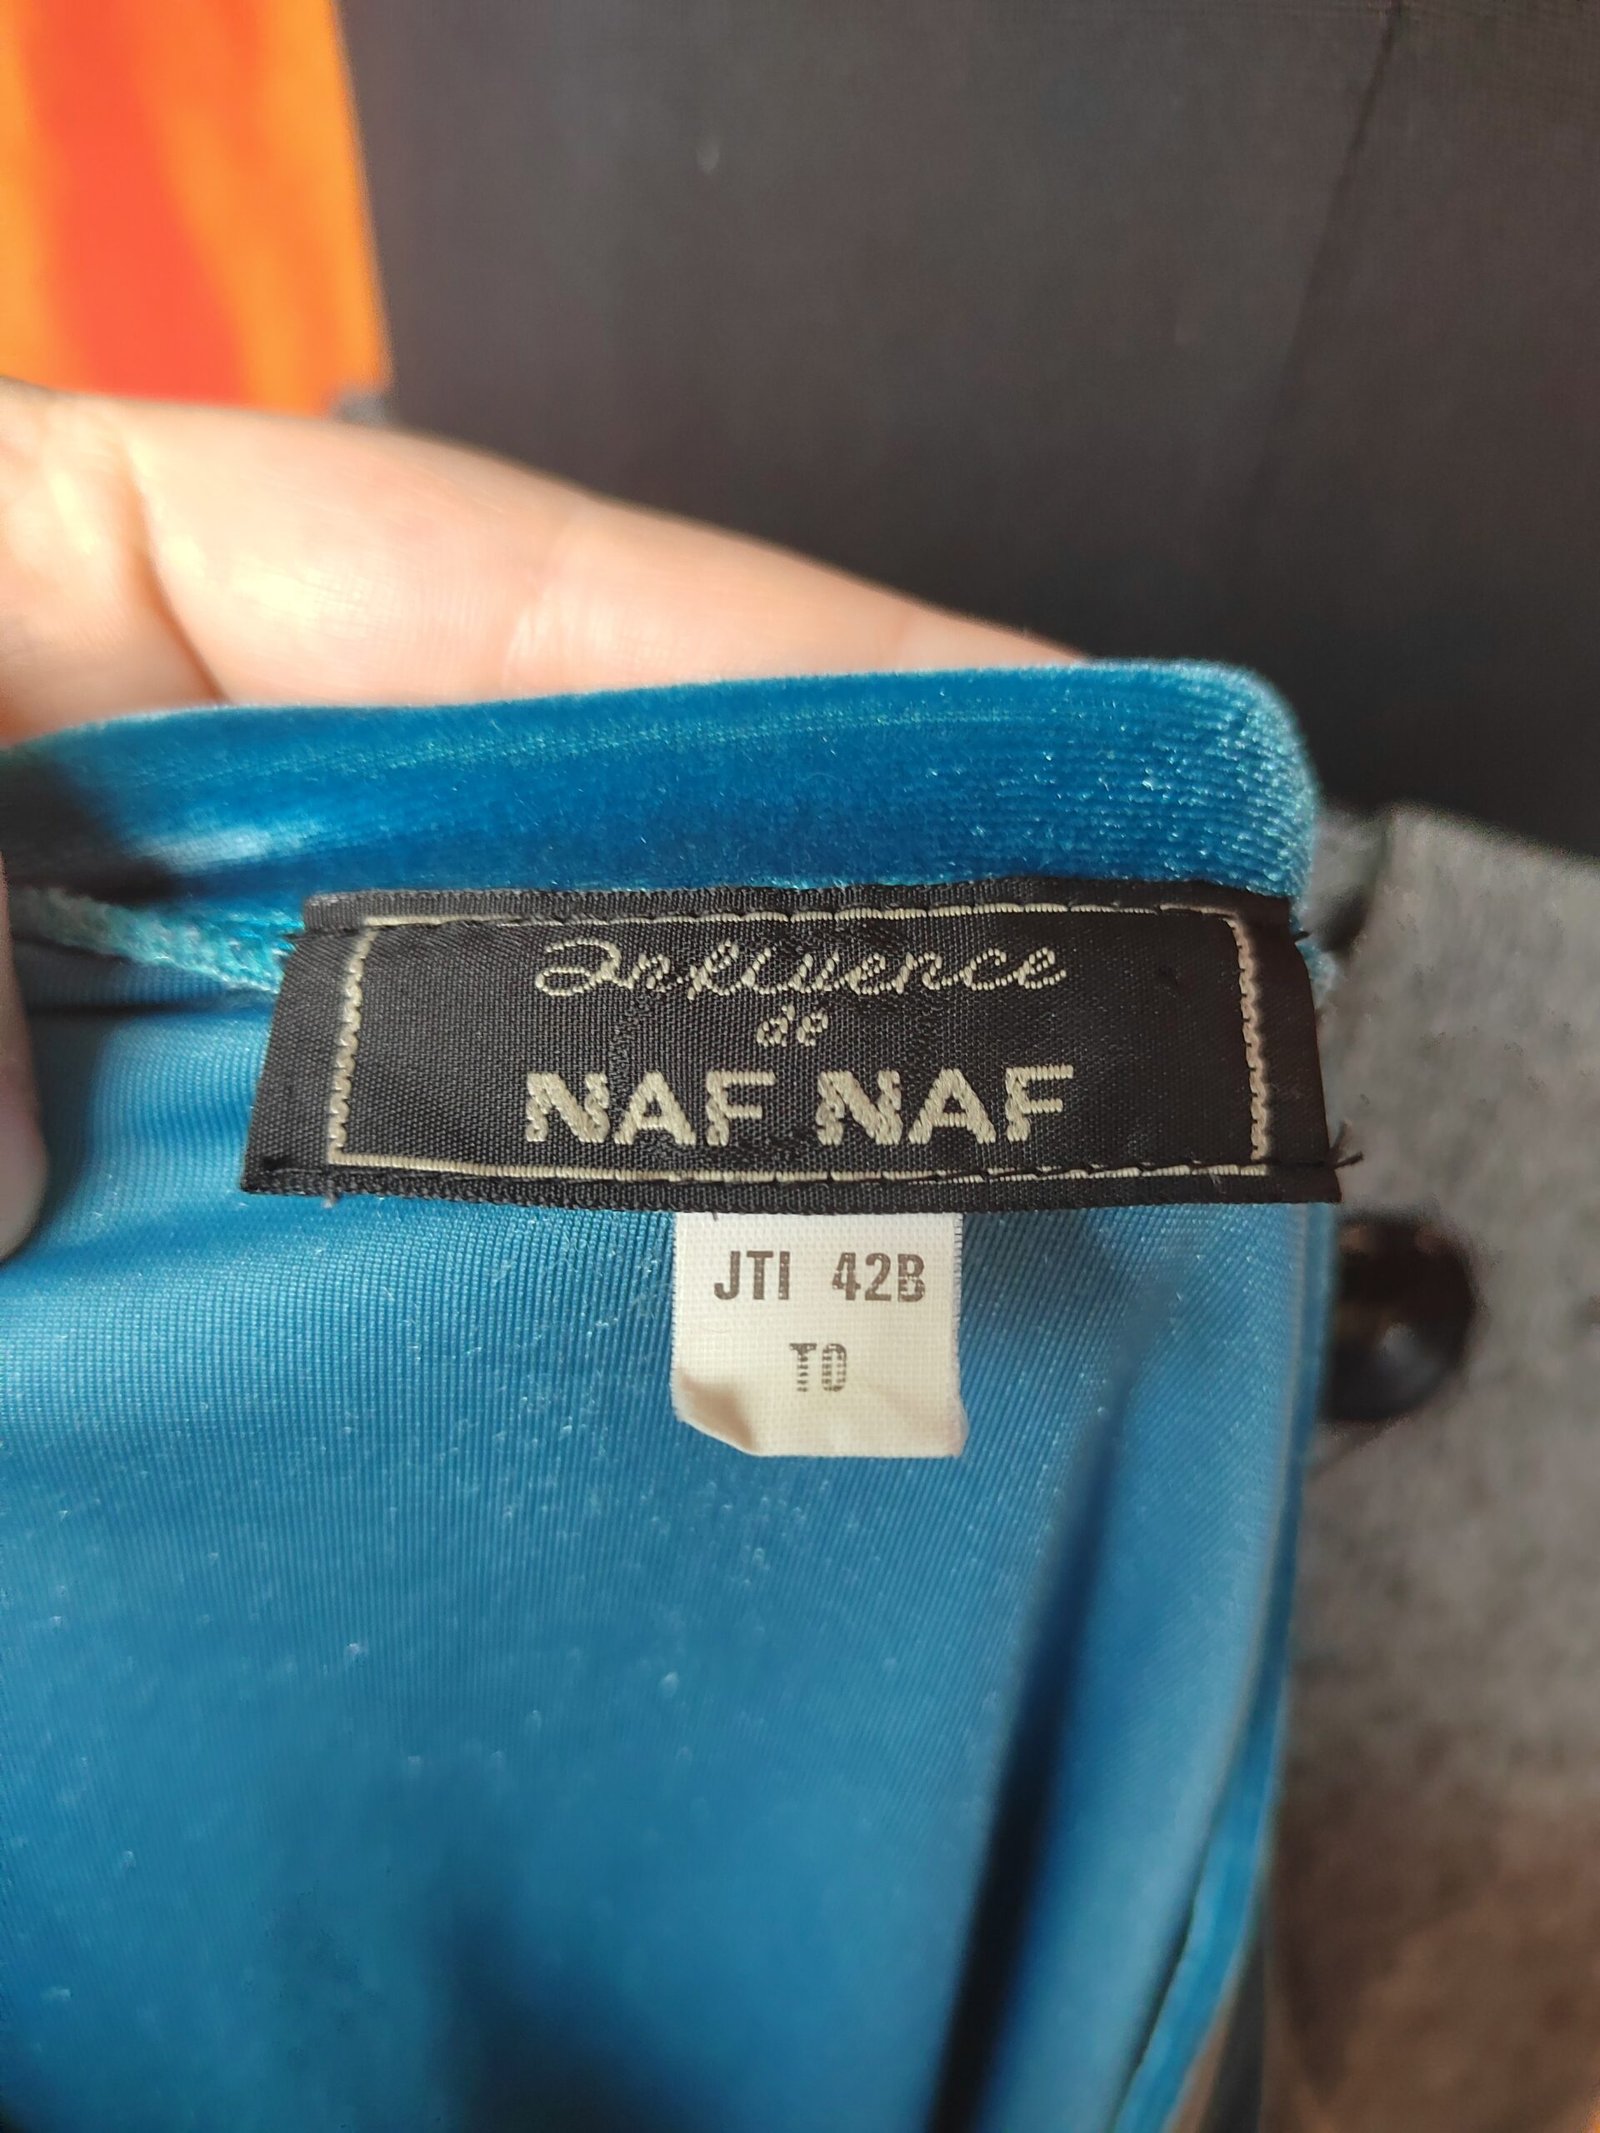 Influence
de
NAF NAF
JTI 42B
T0